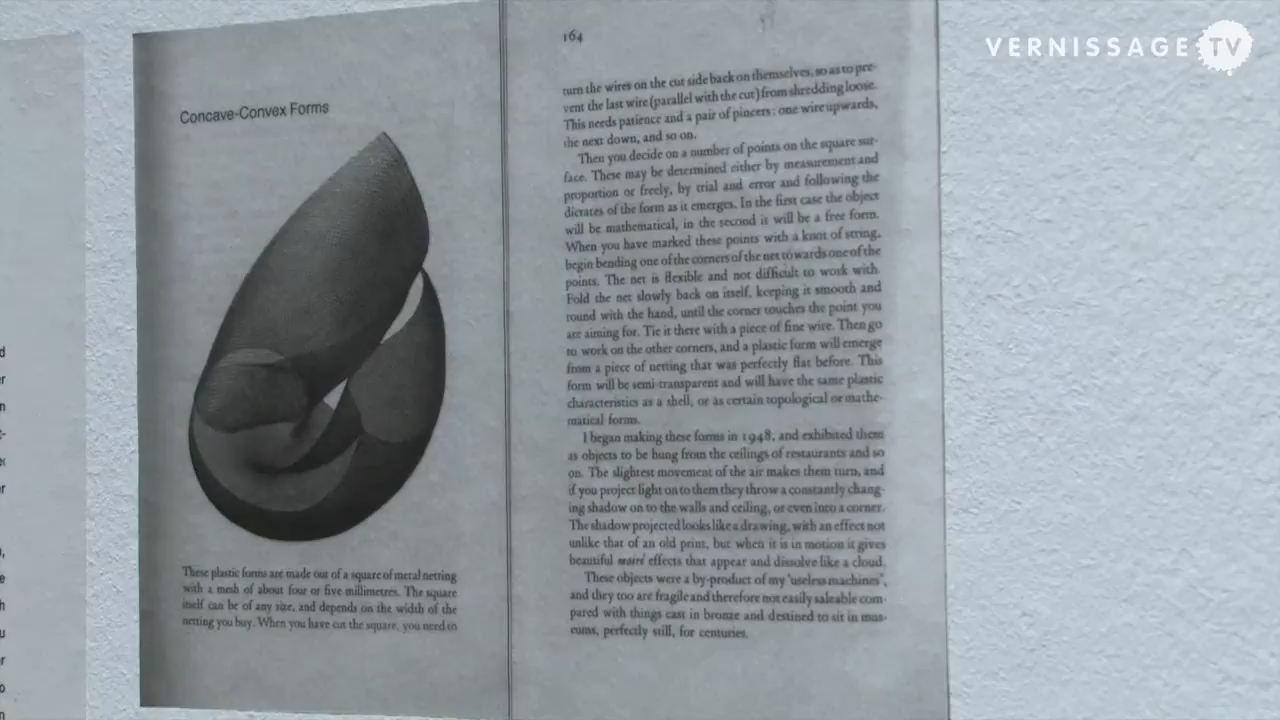 VERNISSAGE TV
Concave-Convex Forms
These plastic forms are made out of a square of metal netting
with a mesh of about four or five millimetres. The square
itself can be of any size, and depends on the width of the
netting you buy. When you have cut the square, you need to
164
turn the wires on the cut side back on themselves, so as to pre-
vent the last wire (parallel with the cut) from shredding loose.
This needs patience and a pair of pincers: one wire upwards,
the next down, and so on.
Then you decide on a number of points on the square sur-
face. These may be determined either by measurement and
proportion or freely, by trial and error and following the
dictates of the form as it emerges. In the first case the object
will be mathematical, in the second it will be a free form.
When you have marked these points with a knot of string,
begin bending one of the corners of the net towards one of the
points. The net is flexible and not difficult to work with.
Fold the net slowly back on itself, keeping it smooth and
round with the hand, until the corner touches the point you
are aiming for. Tie it there with a piece of fine wire. Then go
to work on the other corners, and a plastic form will emerge
from a piece of netting that was perfectly flat before. This
form will be semi-transparent and will have the same plastic
characteristics as a shell, or as certain topological or mathe-
matical forms.
I began making these forms in 1948, and exhibited them
as objects to be hung from the ceilings of restaurants and so
on. The slightest movement of the air makes them turn, and
if you project light on to them they throw a constantly chang-
ing shadow on to the walls and ceiling, or even into a corner.
The shadow projected looks like a drawing, with an effect not
unlike that of an old print, but when it is in motion it gives
beautiful moiré effects that appear and dissolve like a cloud.
These objects were a by-product of my 'useless machines',
and they too are fragile and therefore not easily saleable com-
pared with things cast in bronze and destined to sit in mus-
eums, perfectly still, for centuries.